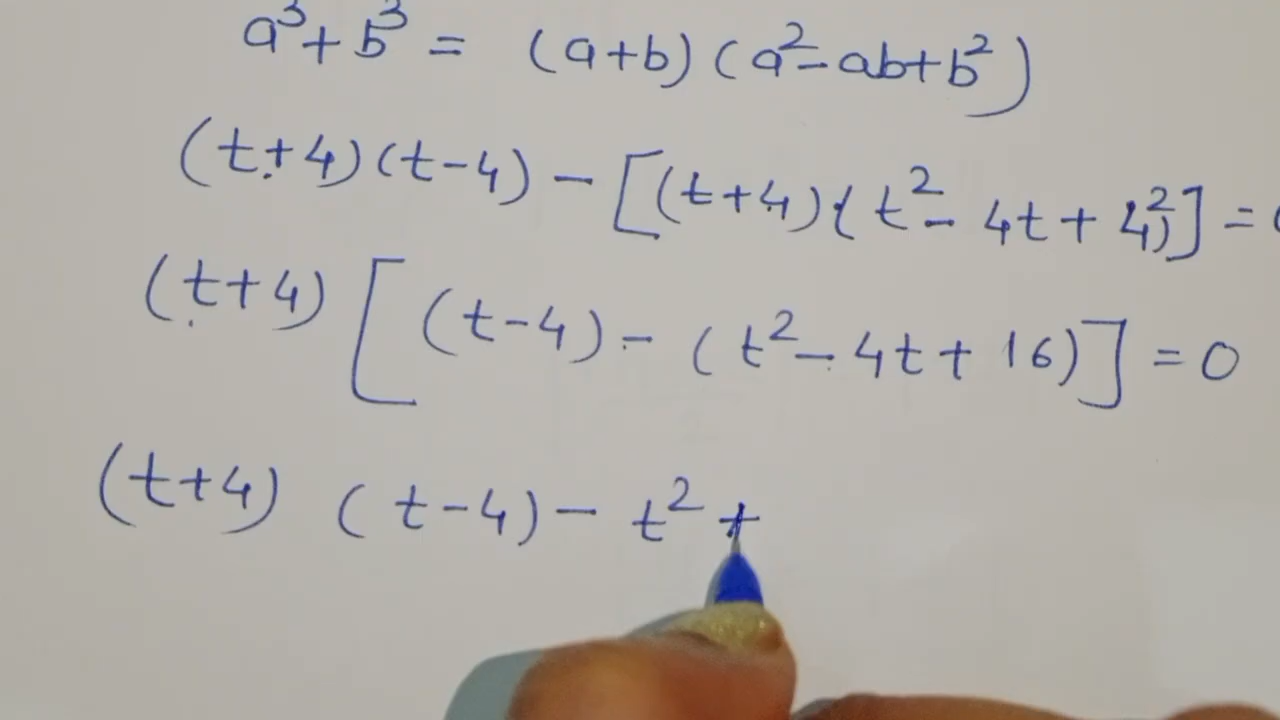 a³+b³ = (a+b)(a²-ab+b²)
(t+4)(t-4) - [(t+4)(t²-4t+4²)] =
(t+4)[(t-4)-(t²-4t+16)] = 0
(t+4) (t-4) - t² +